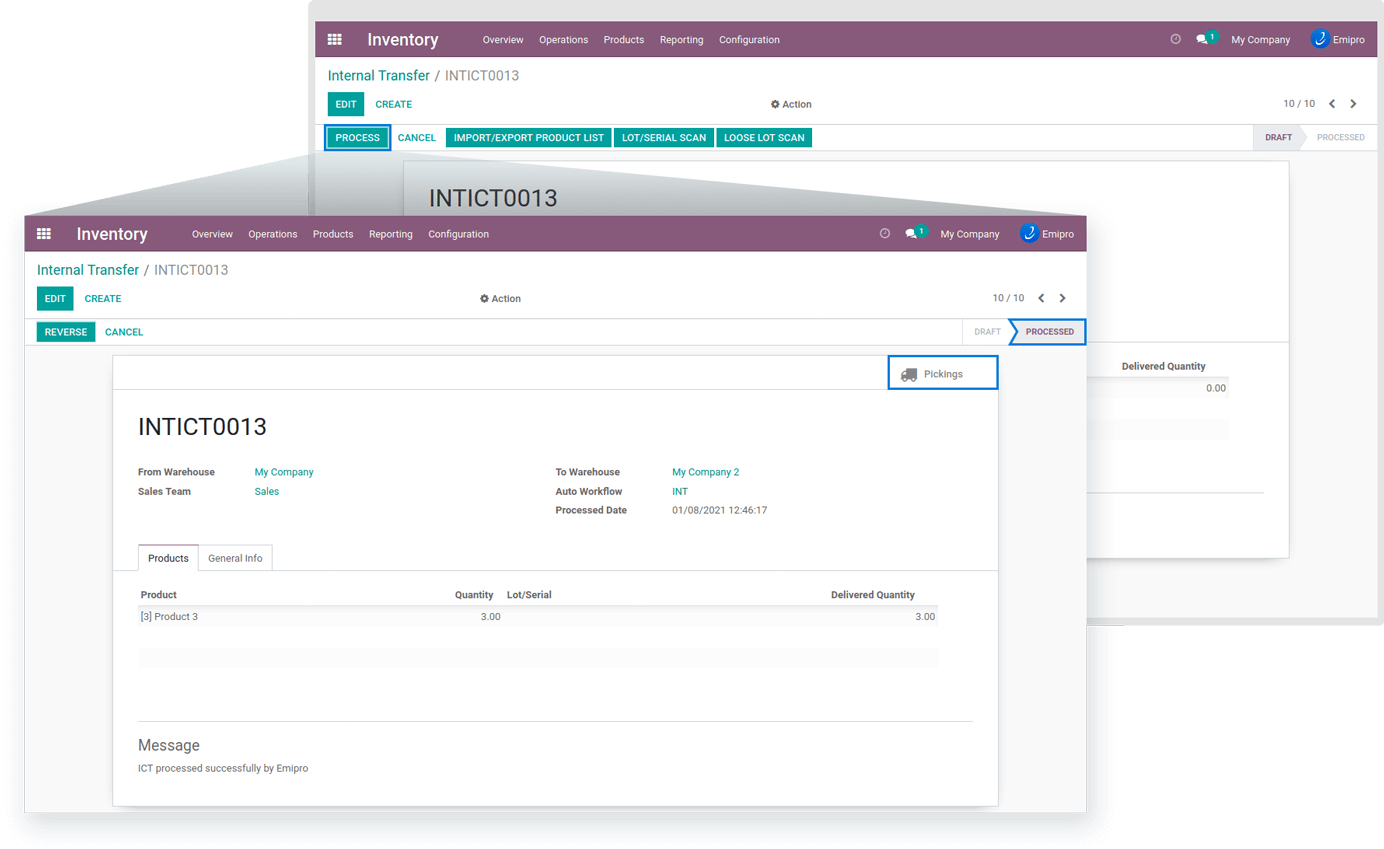 Inventory Overview Operations Products Reporting Configuration 1 My Company Emipro
Internal Transfer / INTICT0013
EDIT CREATE Action 10 / 10
PROCESS CANCEL IMPORT/EXPORT PRODUCT LIST LOT/SERIAL SCAN LOOSE LOT SCAN DRAFT PROCESSED
INTICT0013
Delivered Quantity
0.00
Inventory Overview Operations Products Reporting Configuration 1 My Company Emipro
Internal Transfer / INTICT0013
EDIT CREATE Action 10 / 10
REVERSE CANCEL DRAFT PROCESSED
Pickings
INTICT0013
From Warehouse My Company To Warehouse My Company 2
Sales Team Sales Auto Workflow INT
Processed Date 01/08/2021 12:46:17
Products General Info
Product Quantity Lot/Serial Delivered Quantity
[3] Product 3 3.00 3.00
Message
ICT processed successfully by Emipro